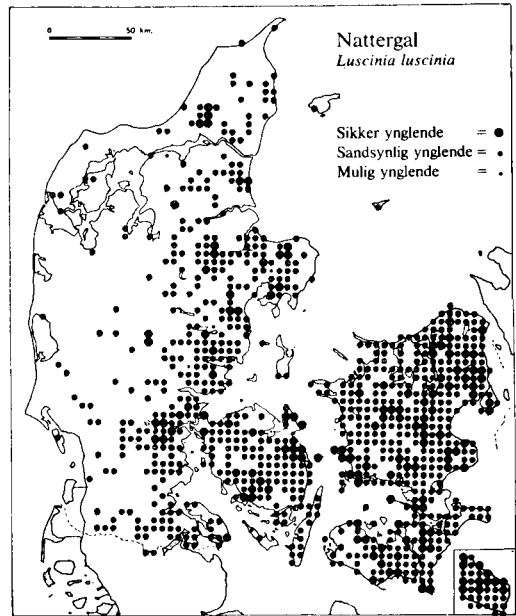 0 50 km.
Nattergal
Luscinia luscinia
Sikker ynglende =
Sandsynlig ynglende =
Mulig ynglende =